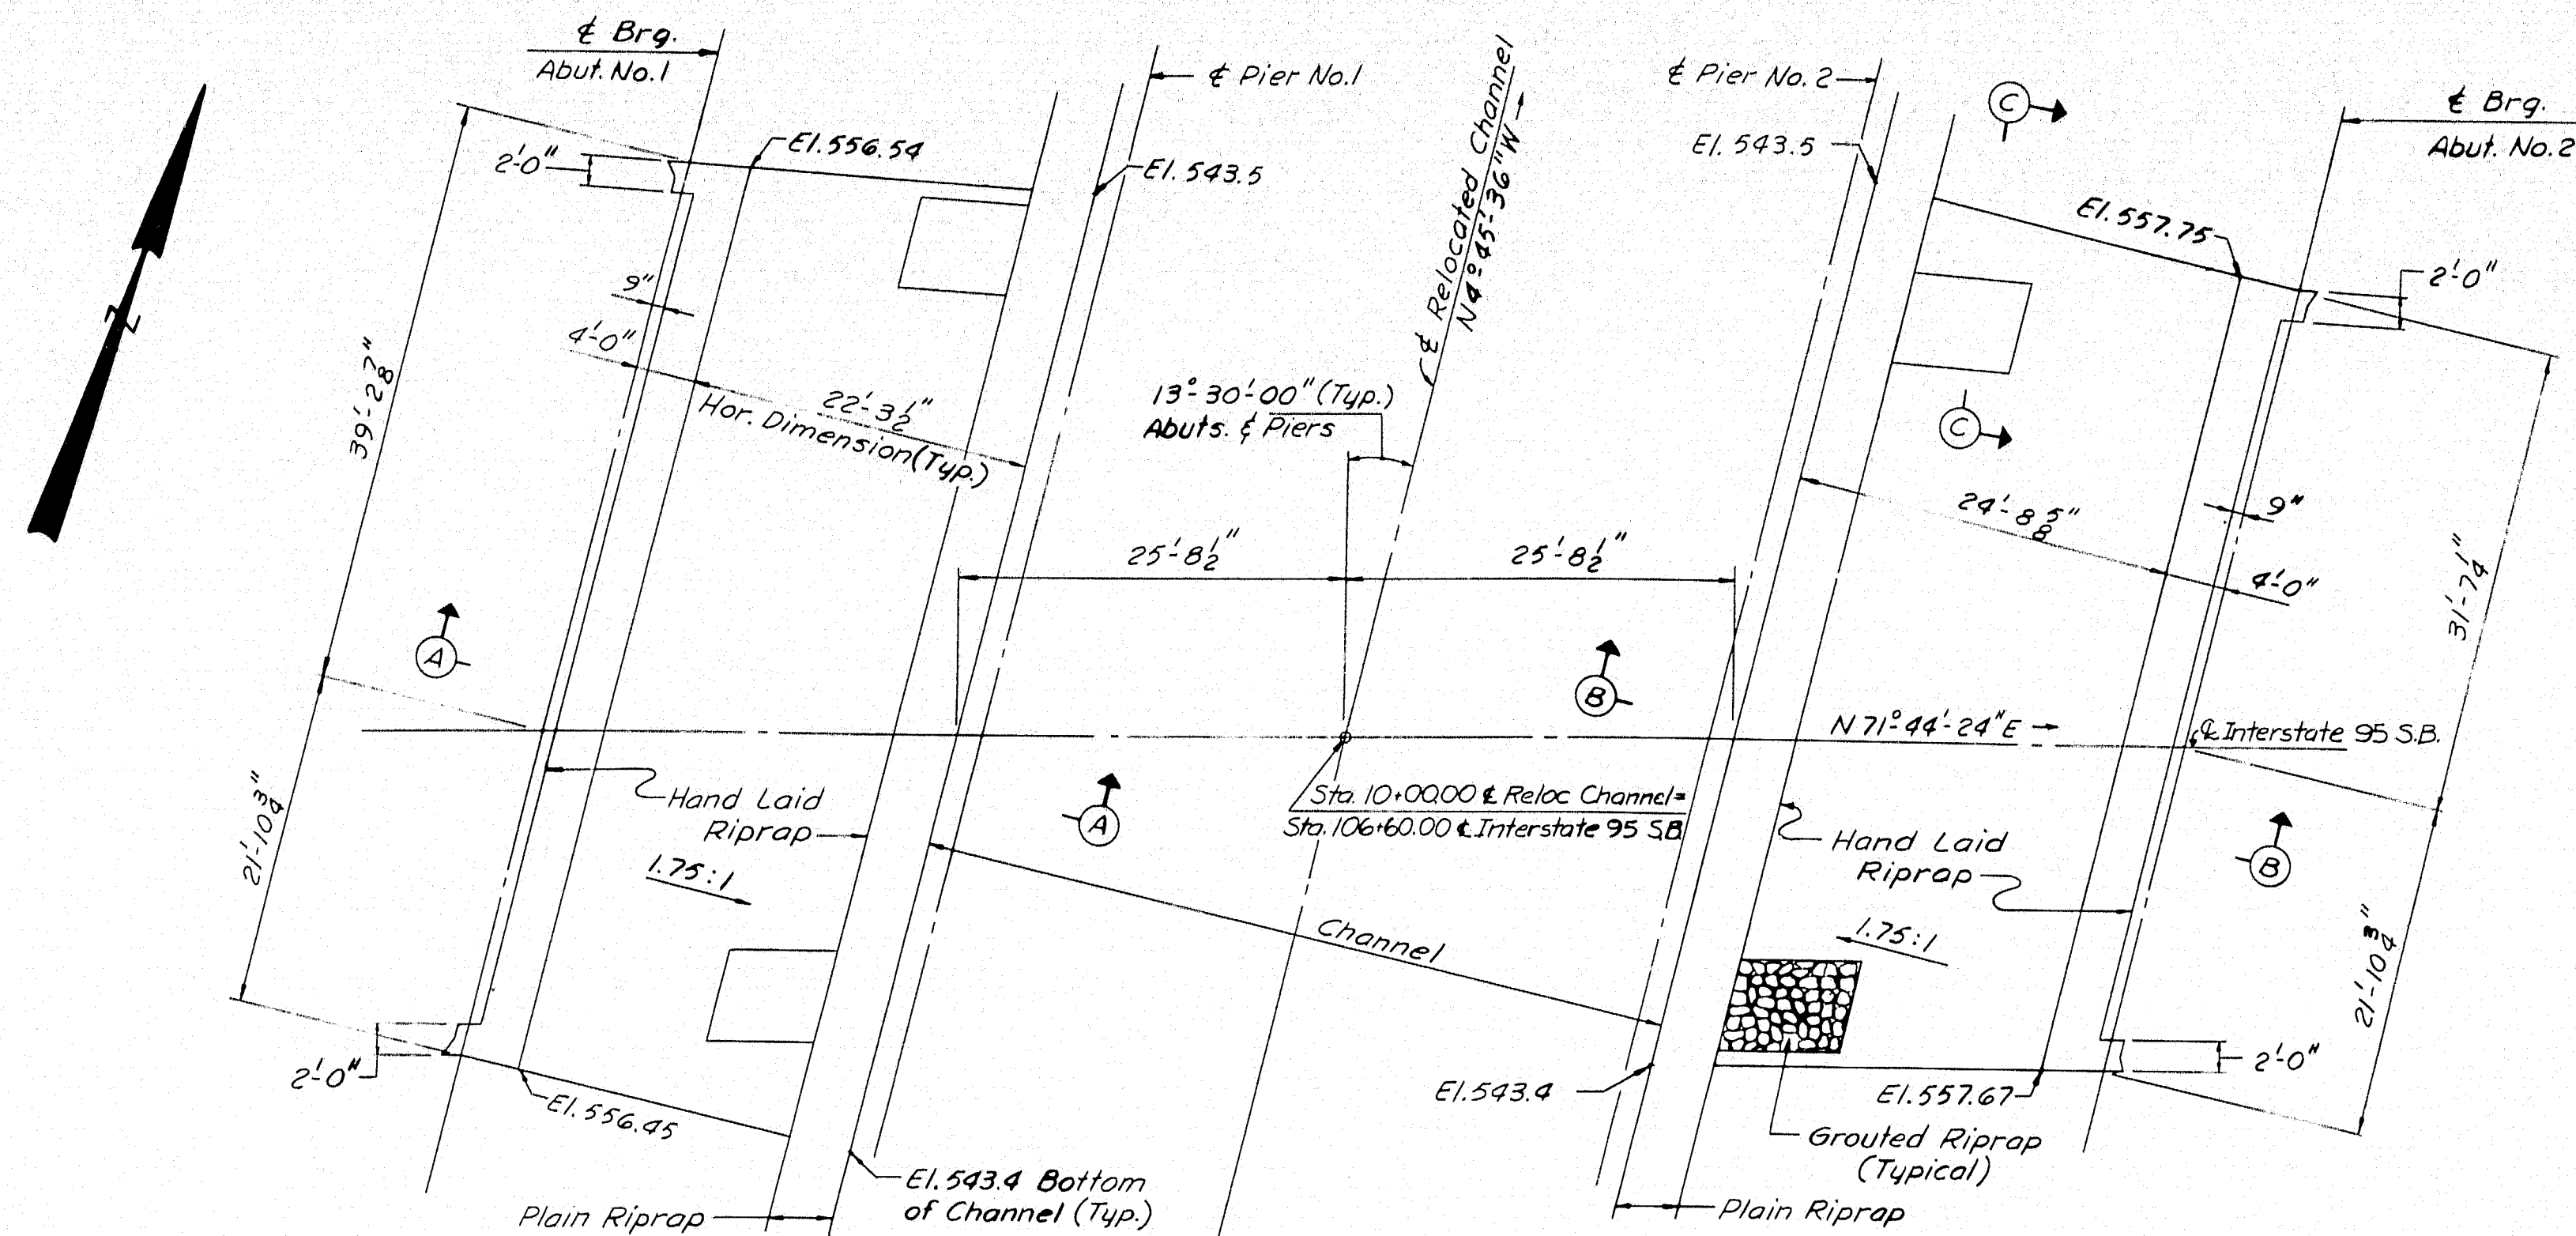 ℄ Brg.
Abut. No. 1
℄ Pier No. 1
℄ Relocated Channel
N 4°-45'-36" W
℄ Pier No. 2
C
℄ Brg.
Abut. No. 2
2'-0"
El. 556.54
El. 543.5
El. 543.5
El. 557.75
2'-0"
N
9"
4'-0"
39'-2 7/8"
22'-3 1/2"
Hor. Dimension (Typ.)
13°-30'-00" (Typ.)
Abuts. & Piers
C
24'-8 5/8"
9"
4'-0"
31'-7 1/4"
25'-8 1/2"
25'-8 1/2"
A
B
N 71°-44'-24" E
℄ Interstate 95 S.B.
21'-10 3/4"
Hand Laid
Riprap
1.75:1
A
Sta. 10+00.00 ℄ Reloc Channel =
Sta. 106+60.00 ℄ Interstate 95 S.B.
Hand Laid
Riprap
B
Channel
1.75:1
21'-10 3/4"
2'-0"
El. 556.45
El. 543.4
El. 557.67
2'-0"
Grouted Riprap
(Typical)
El. 543.4 Bottom
of Channel (Typ.)
Plain Riprap
Plain Riprap